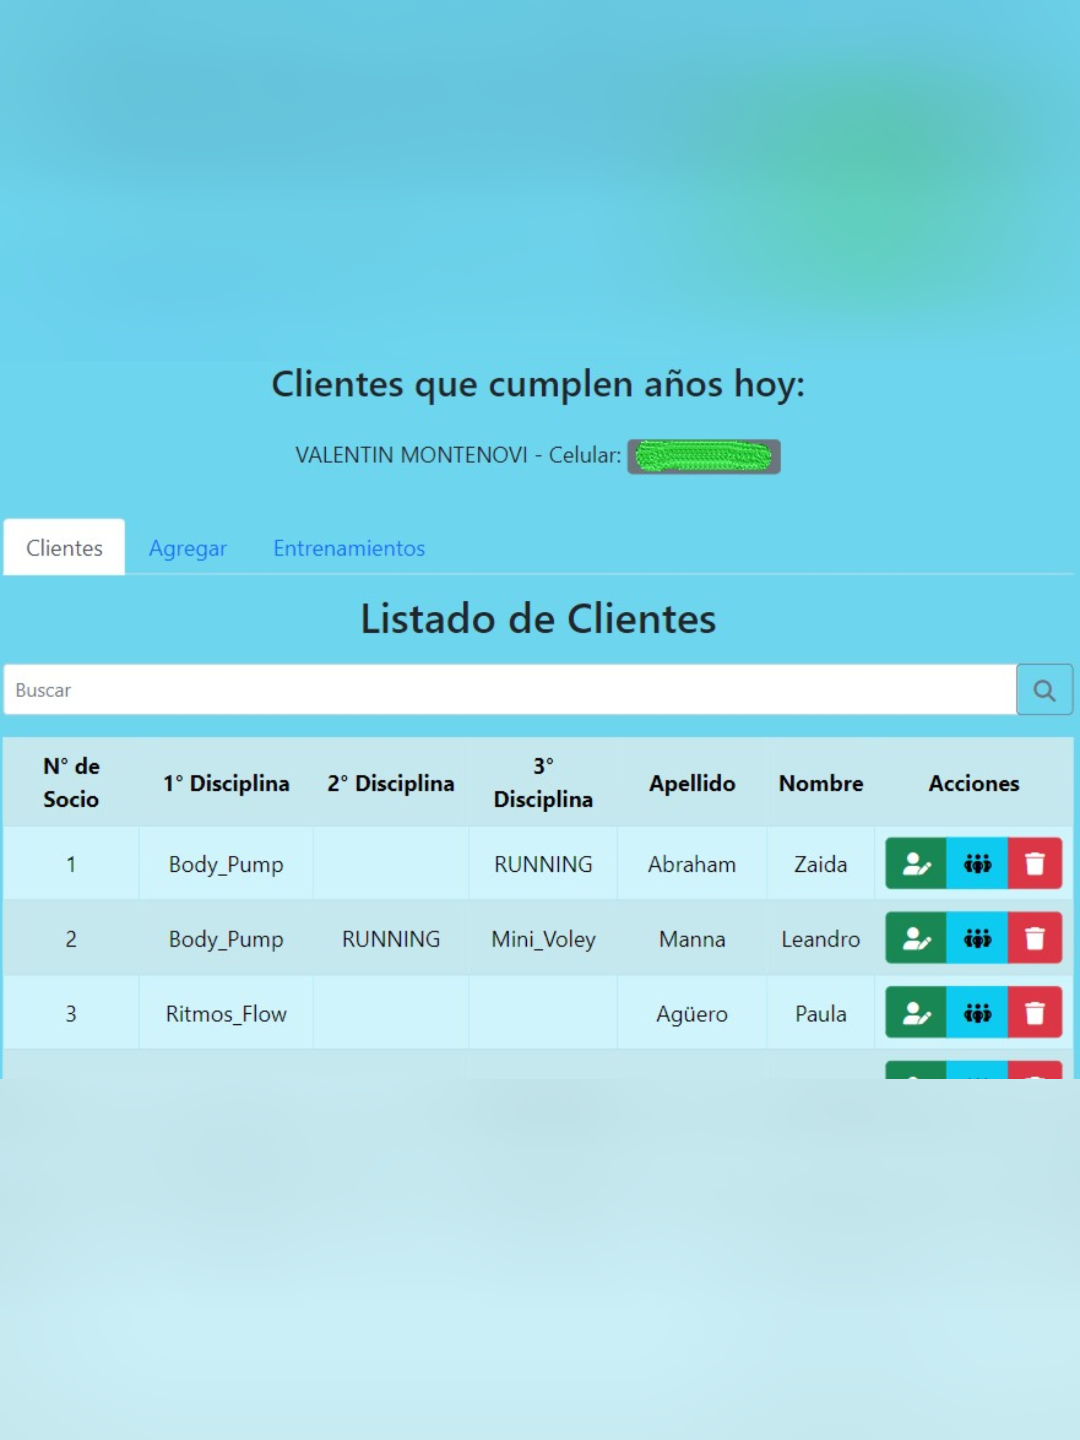 Clientes que cumplen años hoy:
VALENTIN MONTENOVI - Celular:
Clientes Agregar Entrenamientos
Listado de Clientes
Buscar
N° de Socio 1° Disciplina 2° Disciplina 3° Disciplina Apellido Nombre Acciones
1 Body_Pump RUNNING Abraham Zaida
2 Body_Pump RUNNING Mini_Voley Manna Leandro
3 Ritmos_Flow Agüero Paula